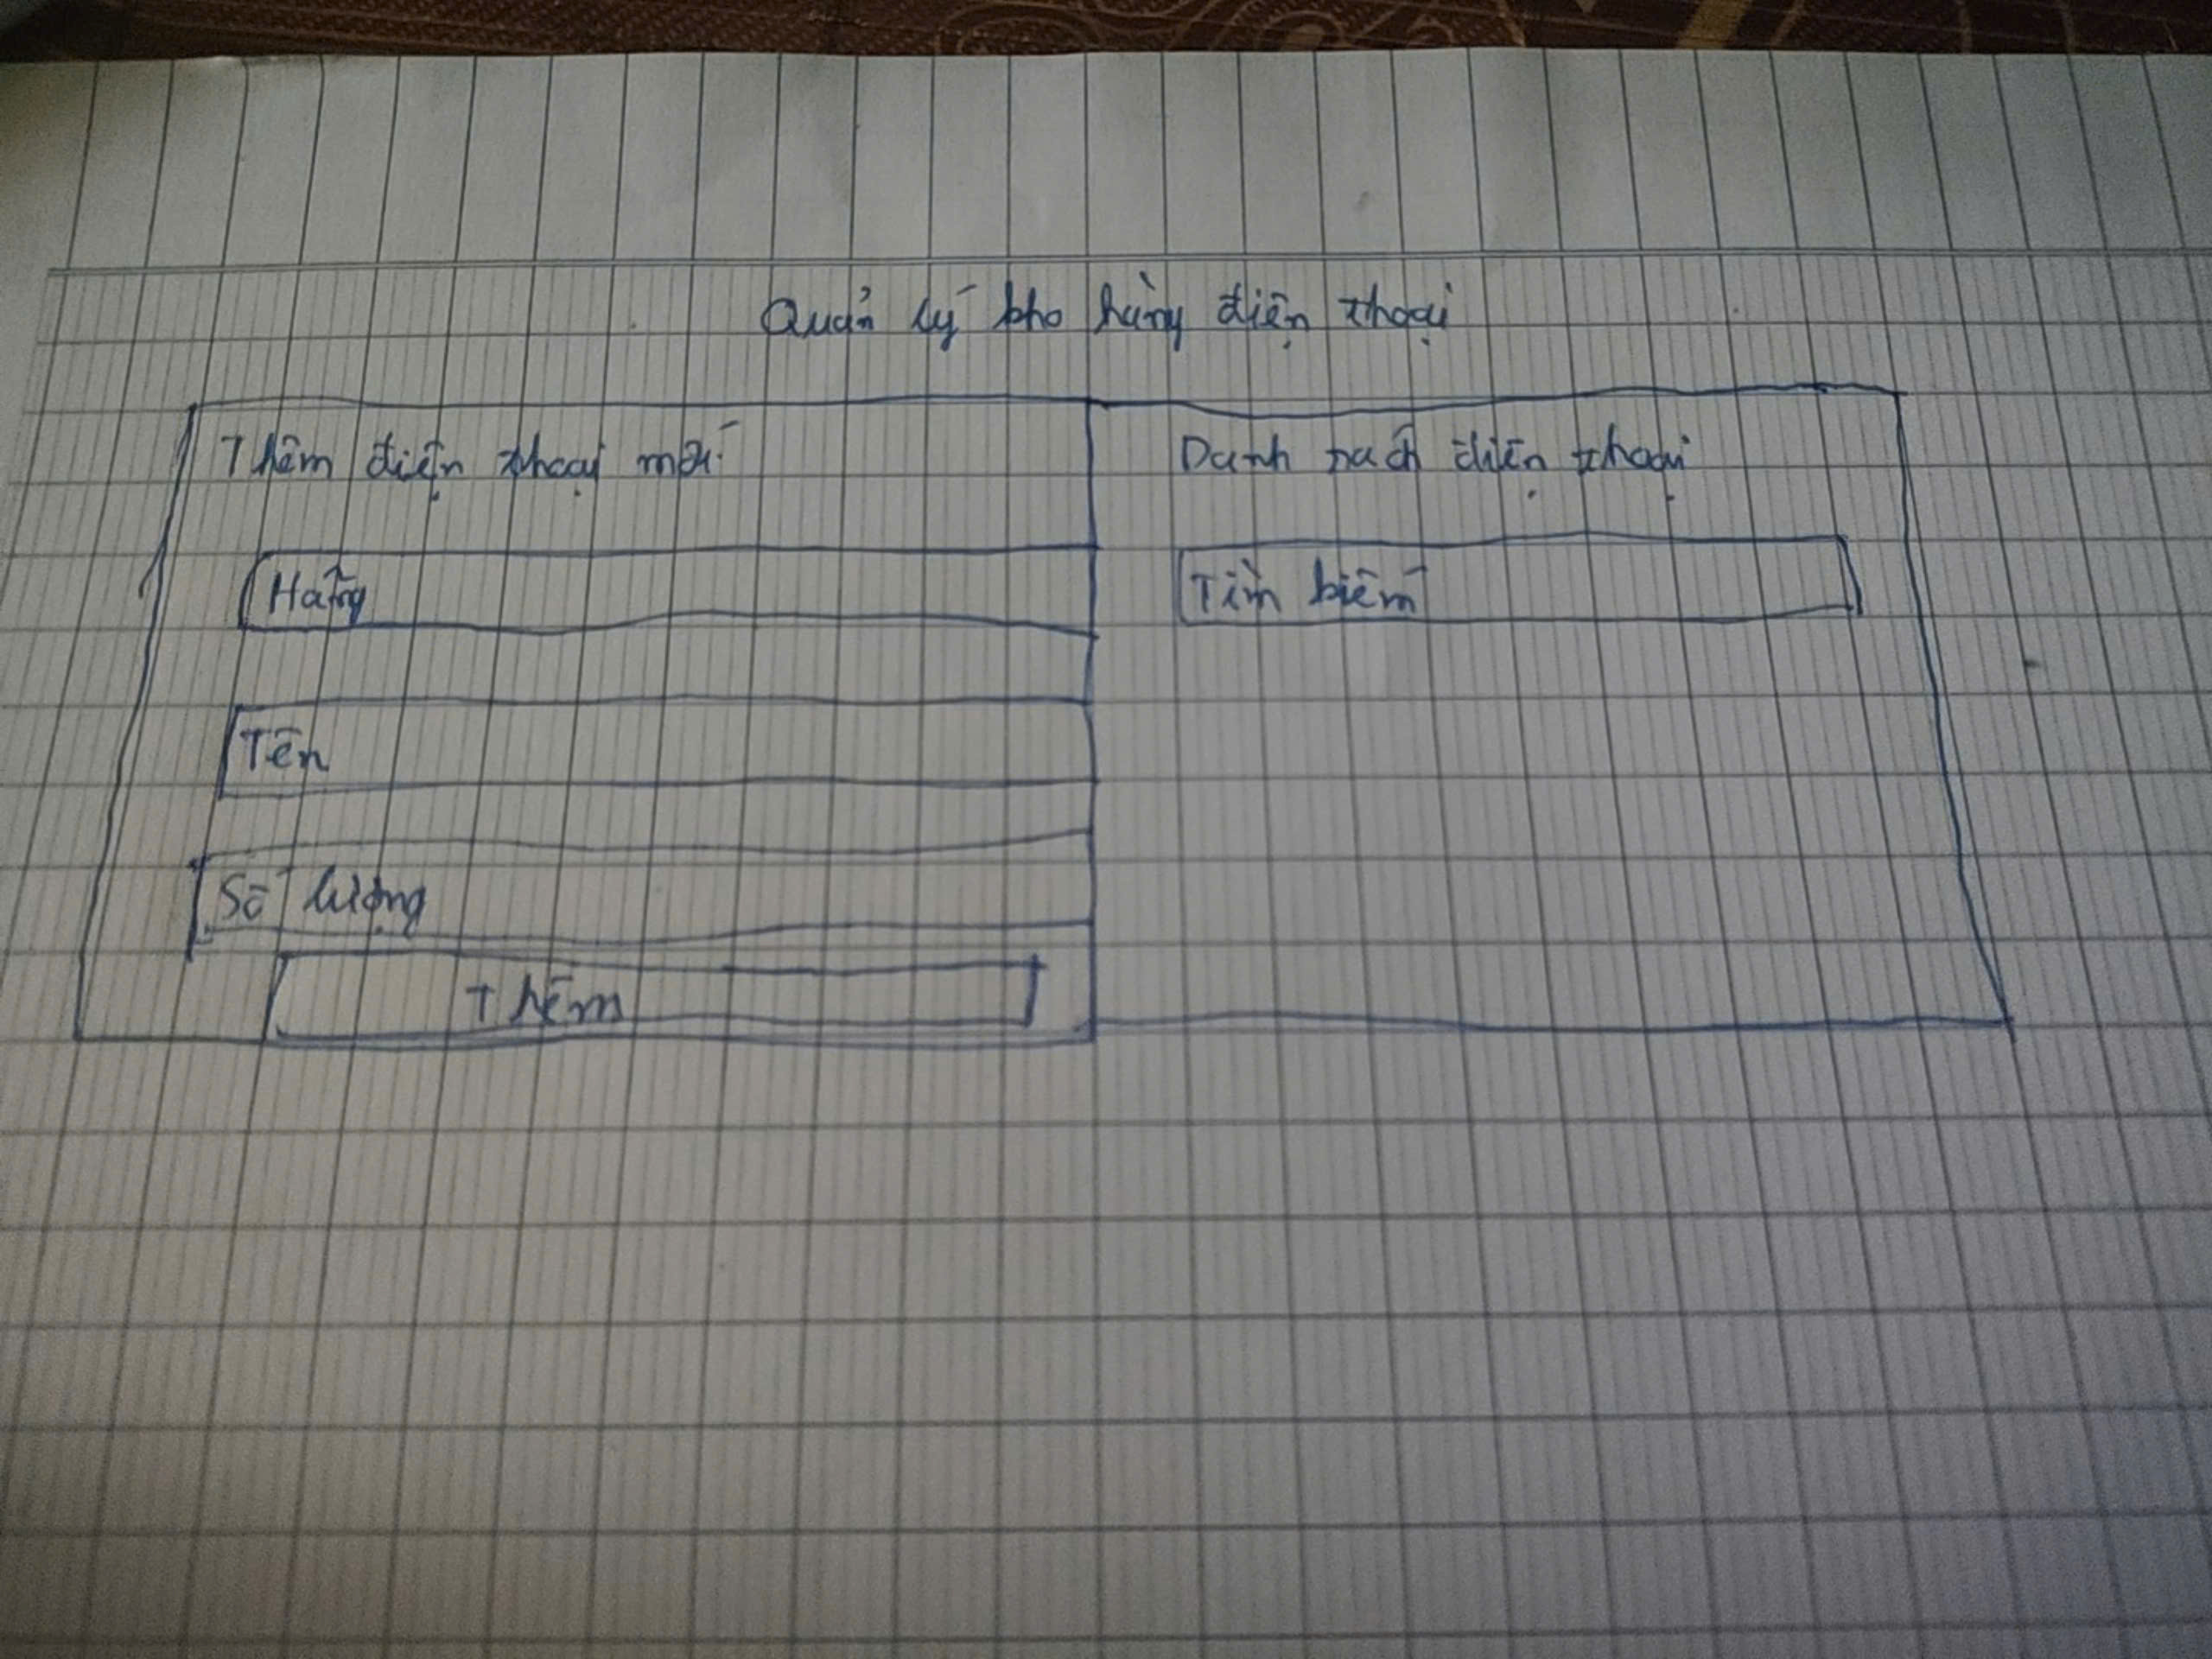 Quản lý kho hàng điện thoại
Thêm điện thoại mới
Hãng
Tên
Số lượng
Thêm
Danh sách điện thoại
Tìm kiếm